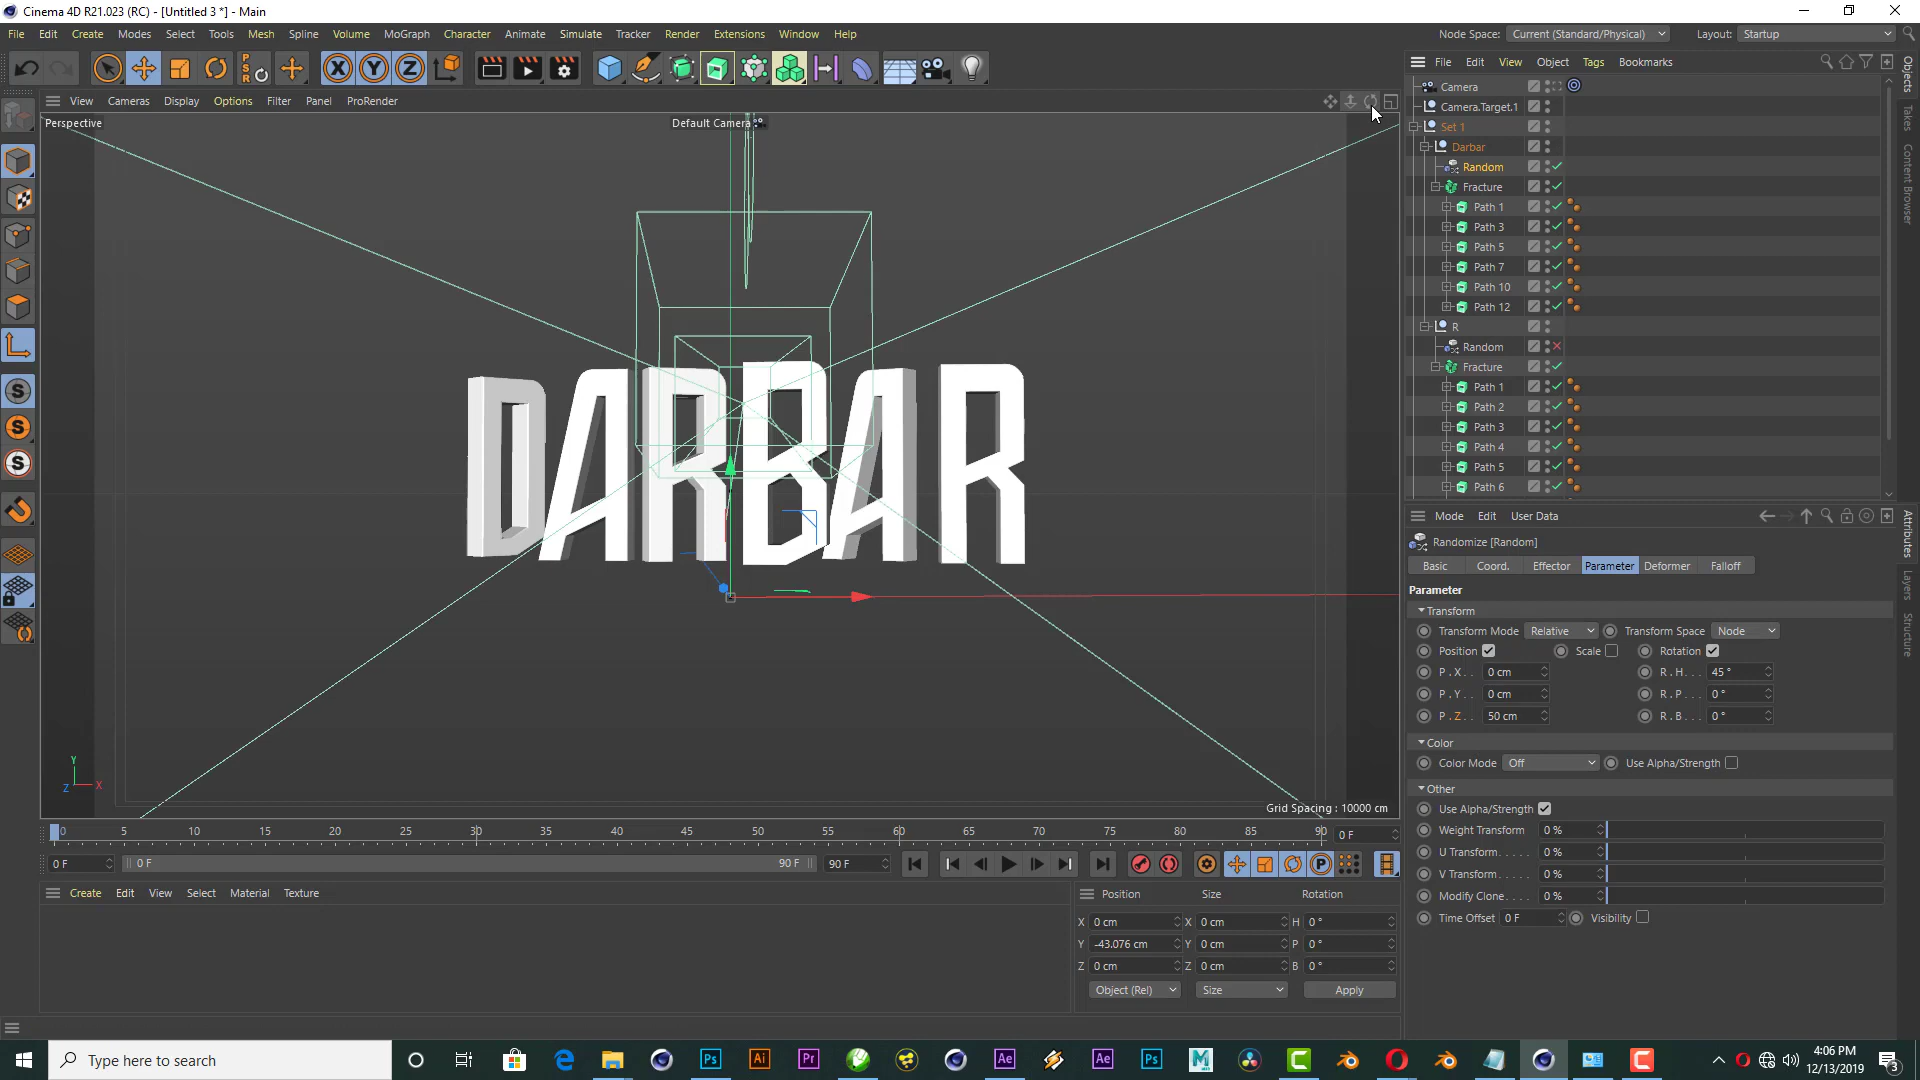 Cinema 4D R21.023 (RC) - [Untitled 3 *] - Main
File Edit Create Modes Select Tools Mesh Spline Volume MoGraph Character Animate Simulate Tracker Render Extensions Window Help Node Space: Current (Standard/Physical) Layout: Startup
File Edit View Object Tags Bookmarks
View Cameras Display Options Filter Panel ProRender
Perspective
Default Camera
DARBAR
Grid Spacing : 10000 cm
Y
Z X
Camera
Camera.Target.1
Set 1
Darbar
Random
Fracture
Path 1
Path 3
Path 5
Path 7
Path 10
Path 12
R
Random
Fracture
Path 1
Path 2
Path 3
Path 4
Path 5
Path 6
Objects
Takes
Content Browser
Attributes
Layers
Structure
Mode Edit User Data
Randomize [Random]
Basic Coord. Effector Parameter Deformer Falloff
Parameter
Transform
Transform Mode Relative Transform Space Node
Position Scale Rotation
P . X . . 0 cm R . H . . . 45 °
P . Y . . 0 cm R . P . . . 0 °
P . Z . . 50 cm R . B . . . 0 °
Color
Color Mode Off Use Alpha/Strength
Other
Use Alpha/Strength
Weight Transform 0 %
U Transform . . . . . 0 %
V Transform . . . . . 0 %
Modify Clone . . . . 0 %
Time Offset 0 F Visibility
0 5 10 15 20 25 30 35 40 45 50 55 60 65 70 75 80 85 90 0 F
0 F 0 F 90 F 90 F
Create Edit View Select Material Texture
Position Size Rotation
X 0 cm X 0 cm H 0 °
Y -43.076 cm Y 0 cm P 0 °
Z 0 cm Z 0 cm B 0 °
Object (Rel) Size Apply
Type here to search
4:06 PM
12/13/2019